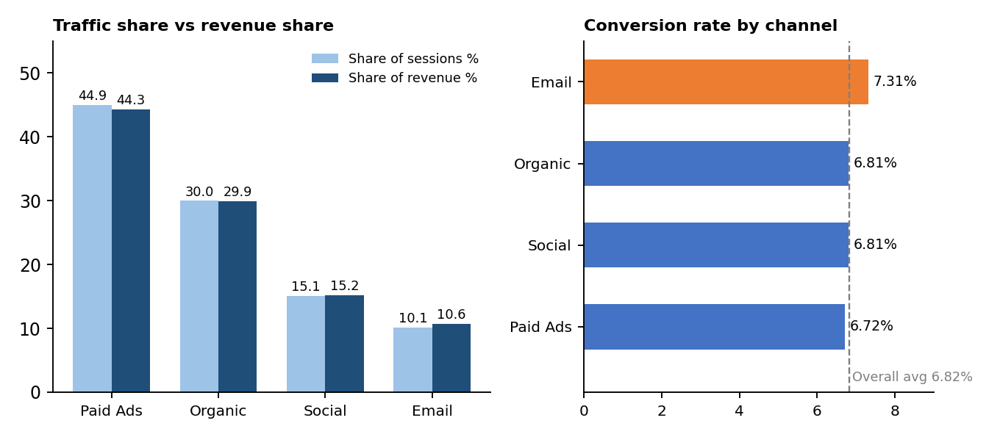 Traffic share vs revenue share
Share of sessions %
Share of revenue %
50
40
30
20
10
0
44.9 44.3
30.0 29.9
15.1 15.2
10.1 10.6
Paid Ads Organic Social Email
Conversion rate by channel
Email 7.31%
Organic 6.81%
Social 6.81%
Paid Ads 6.72%
Overall avg 6.82%
0 2 4 6 8